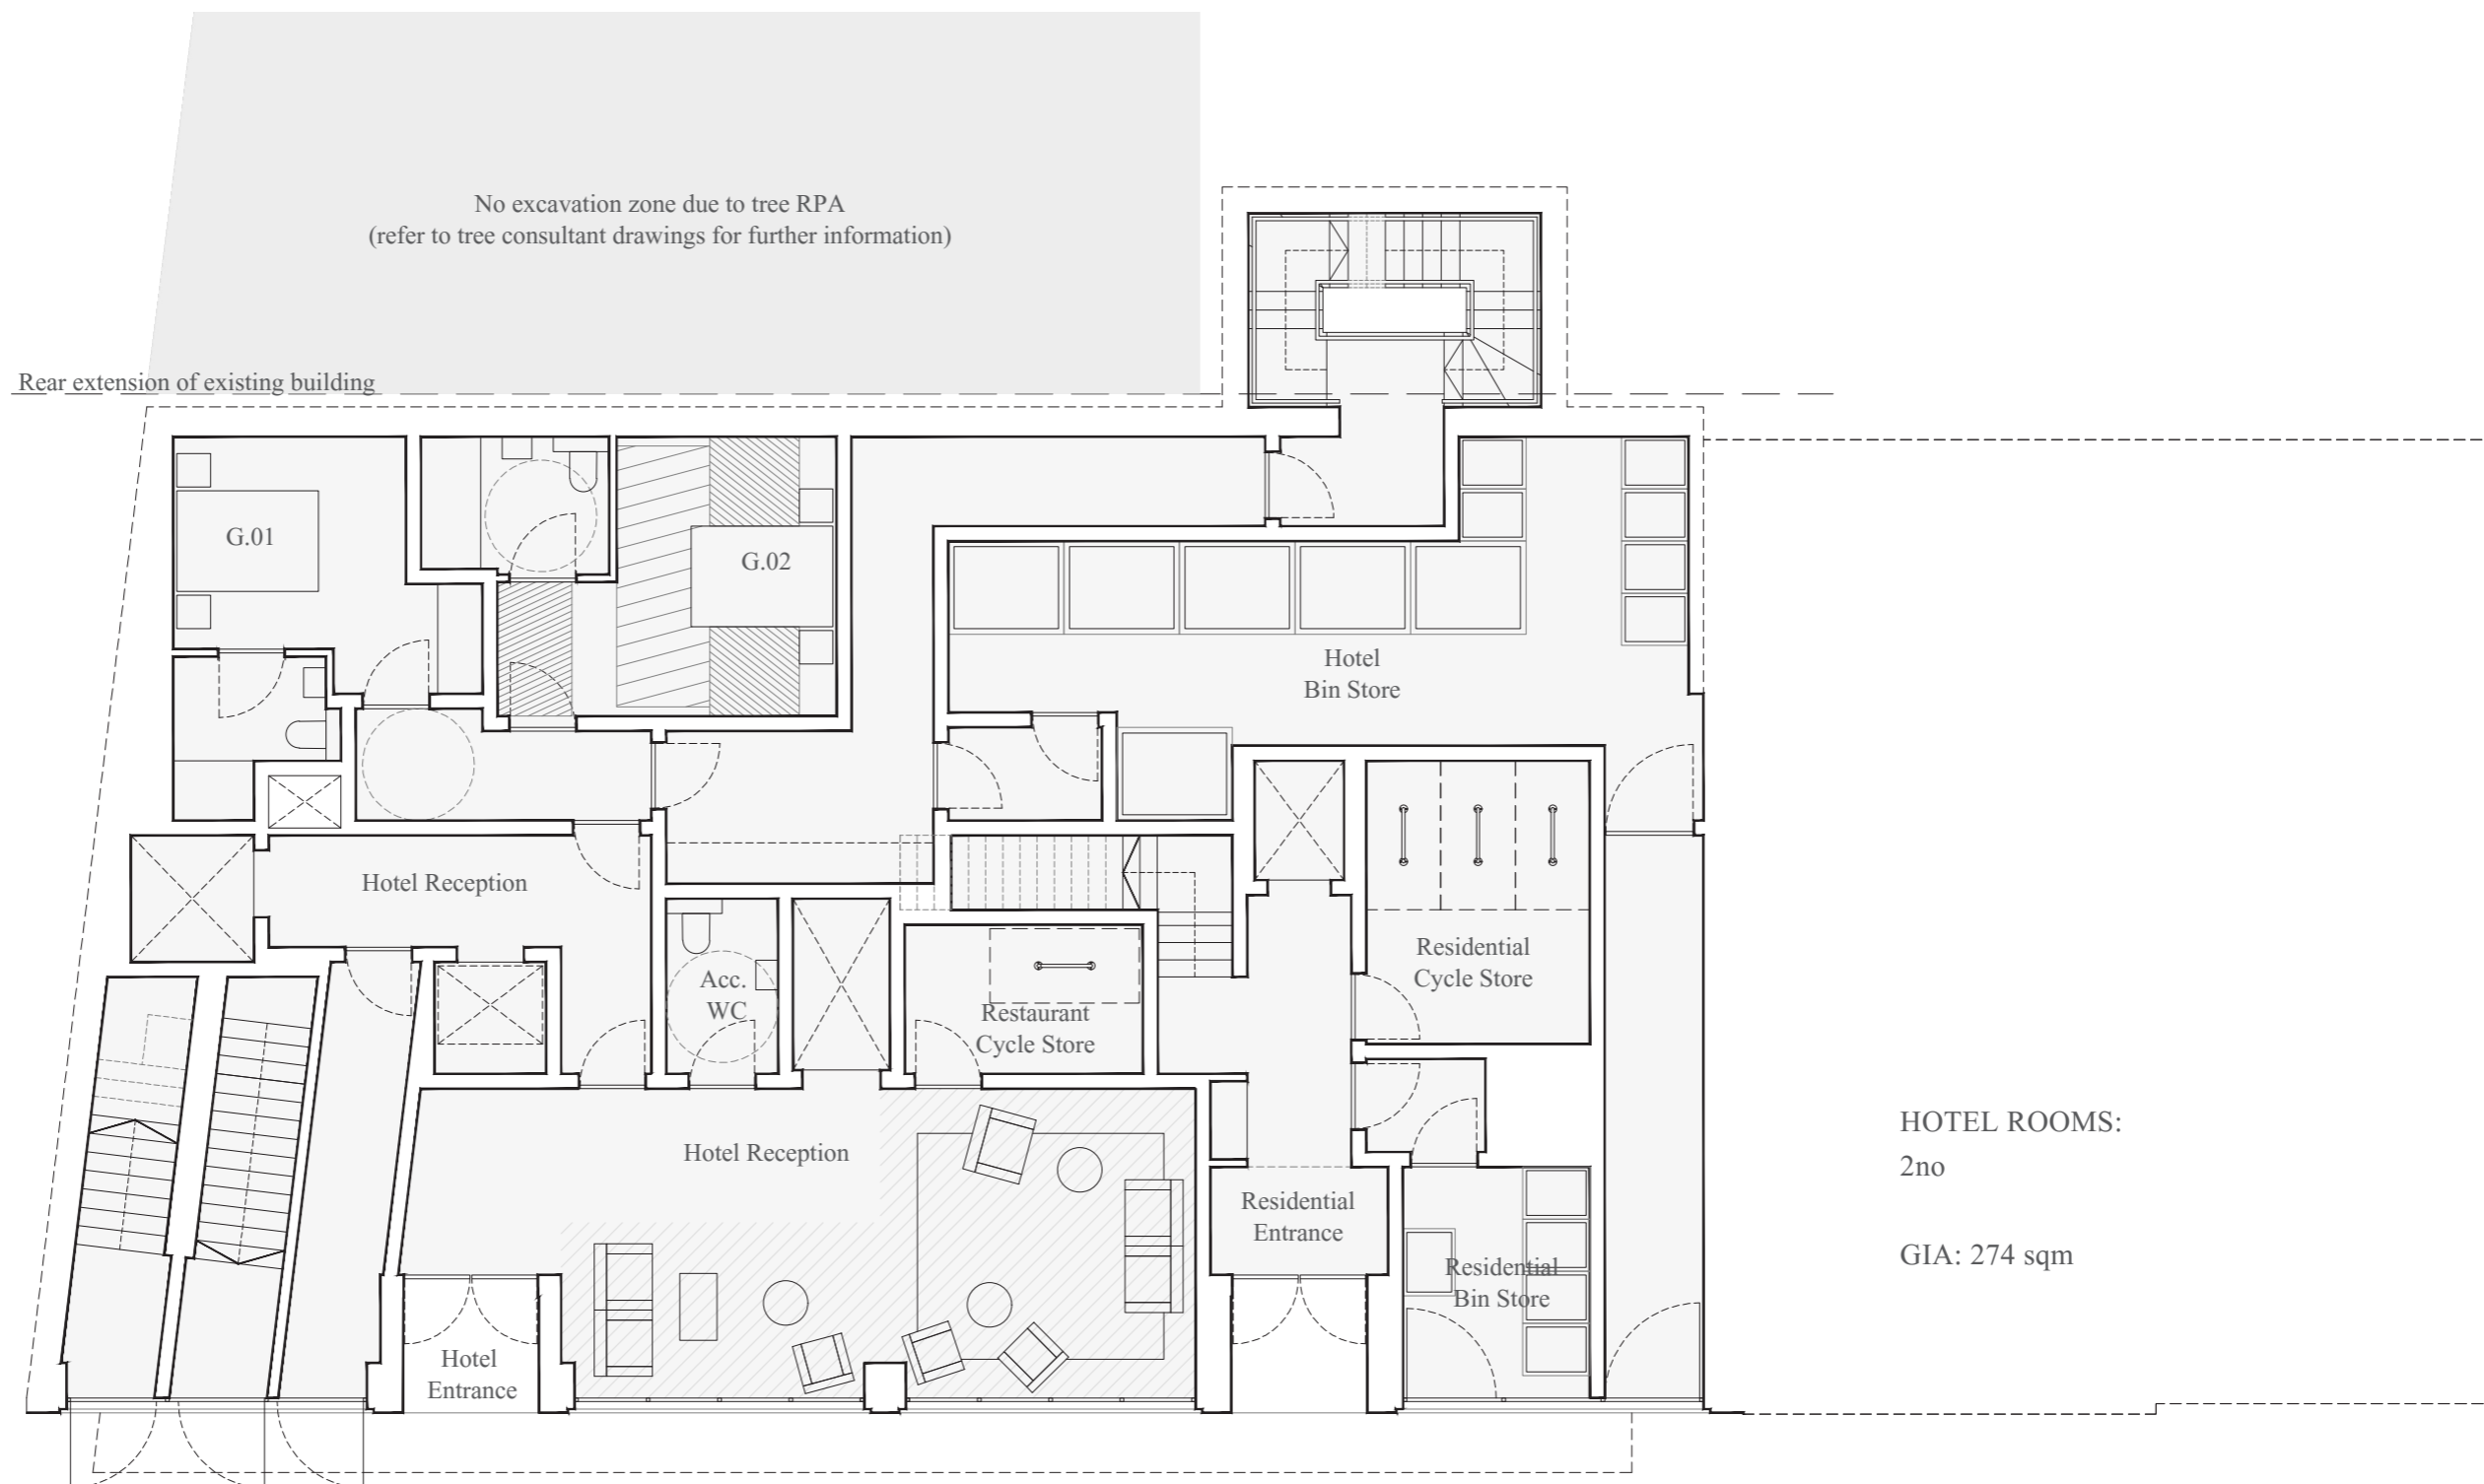 No excavation zone due to tree RPA
(refer to tree consultant drawings for further information)
Rear extension of existing building
G.01
G.02
Hotel
Bin Store
Hotel Reception
Acc.
WC
Restaurant
Cycle Store
Residential
Cycle Store
Hotel Reception
Residential
Entrance
Residential
Bin Store
Hotel
Entrance
HOTEL ROOMS:
2no
GIA: 274 sqm